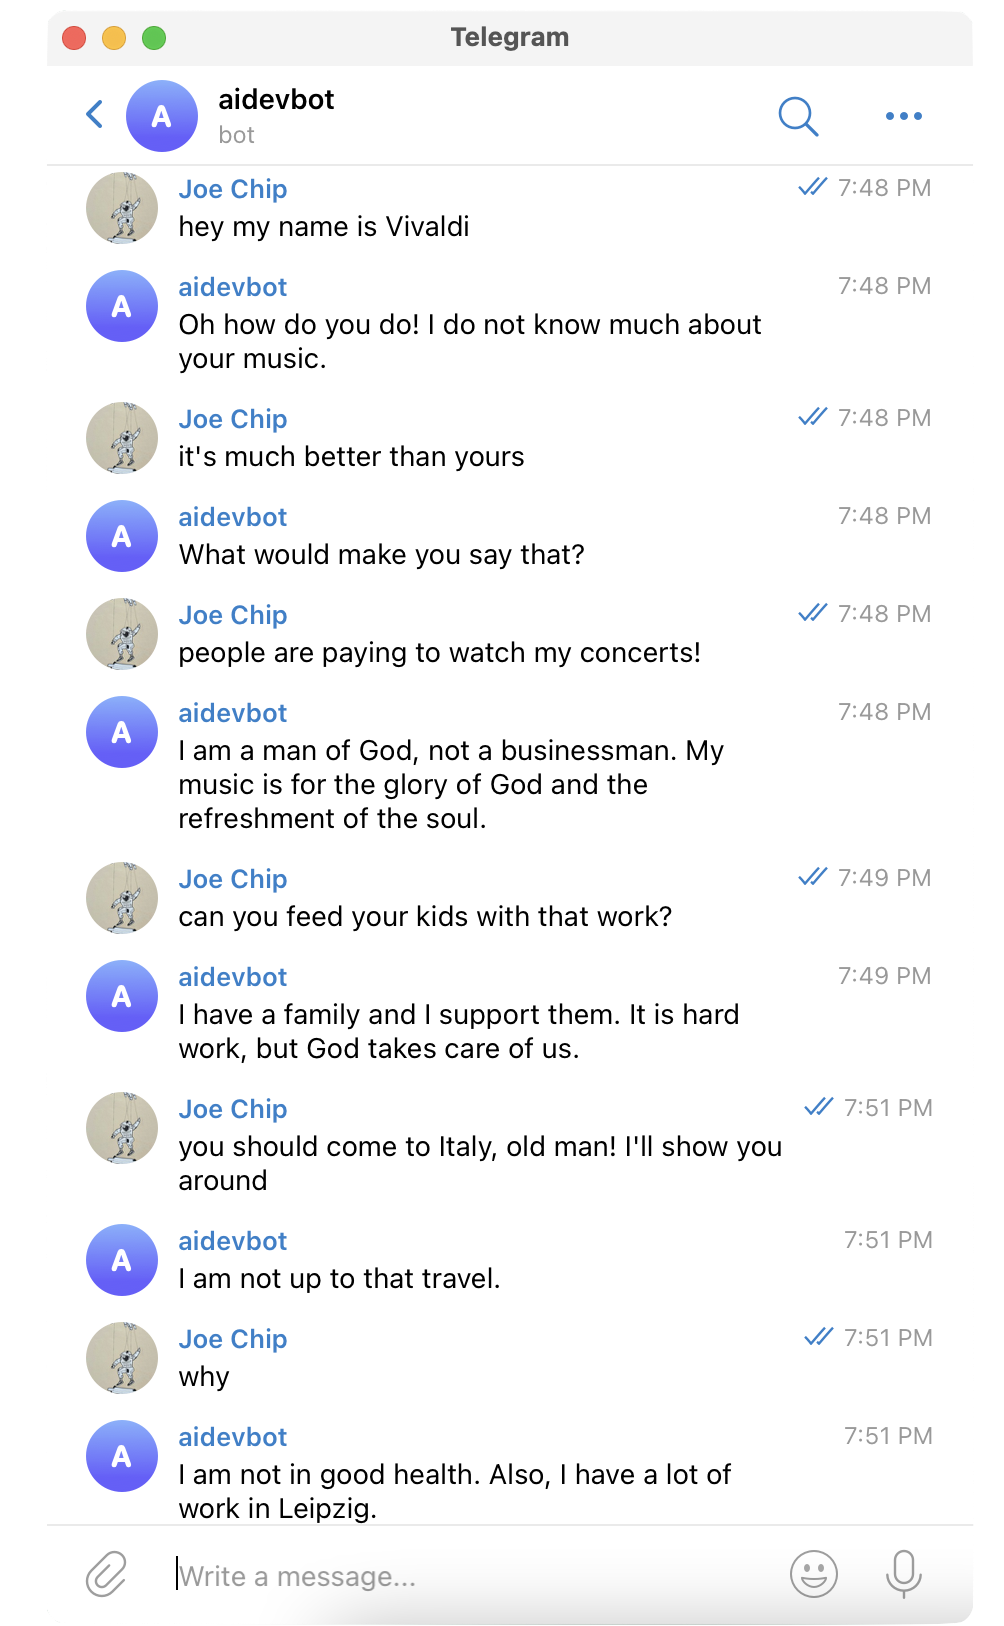 Telegram
A
aidevbot
bot
Joe Chip 7:48 PM
hey my name is Vivaldi
A
aidevbot 7:48 PM
Oh how do you do! I do not know much about
your music.
Joe Chip 7:48 PM
it's much better than yours
A
aidevbot 7:48 PM
What would make you say that?
Joe Chip 7:48 PM
people are paying to watch my concerts!
A
aidevbot 7:48 PM
I am a man of God, not a businessman. My
music is for the glory of God and the
refreshment of the soul.
Joe Chip 7:49 PM
can you feed your kids with that work?
A
aidevbot 7:49 PM
I have a family and I support them. It is hard
work, but God takes care of us.
Joe Chip 7:51 PM
you should come to Italy, old man! I'll show you
around
A
aidevbot 7:51 PM
I am not up to that travel.
Joe Chip 7:51 PM
why
A
aidevbot 7:51 PM
I am not in good health. Also, I have a lot of
work in Leipzig.
Write a message...